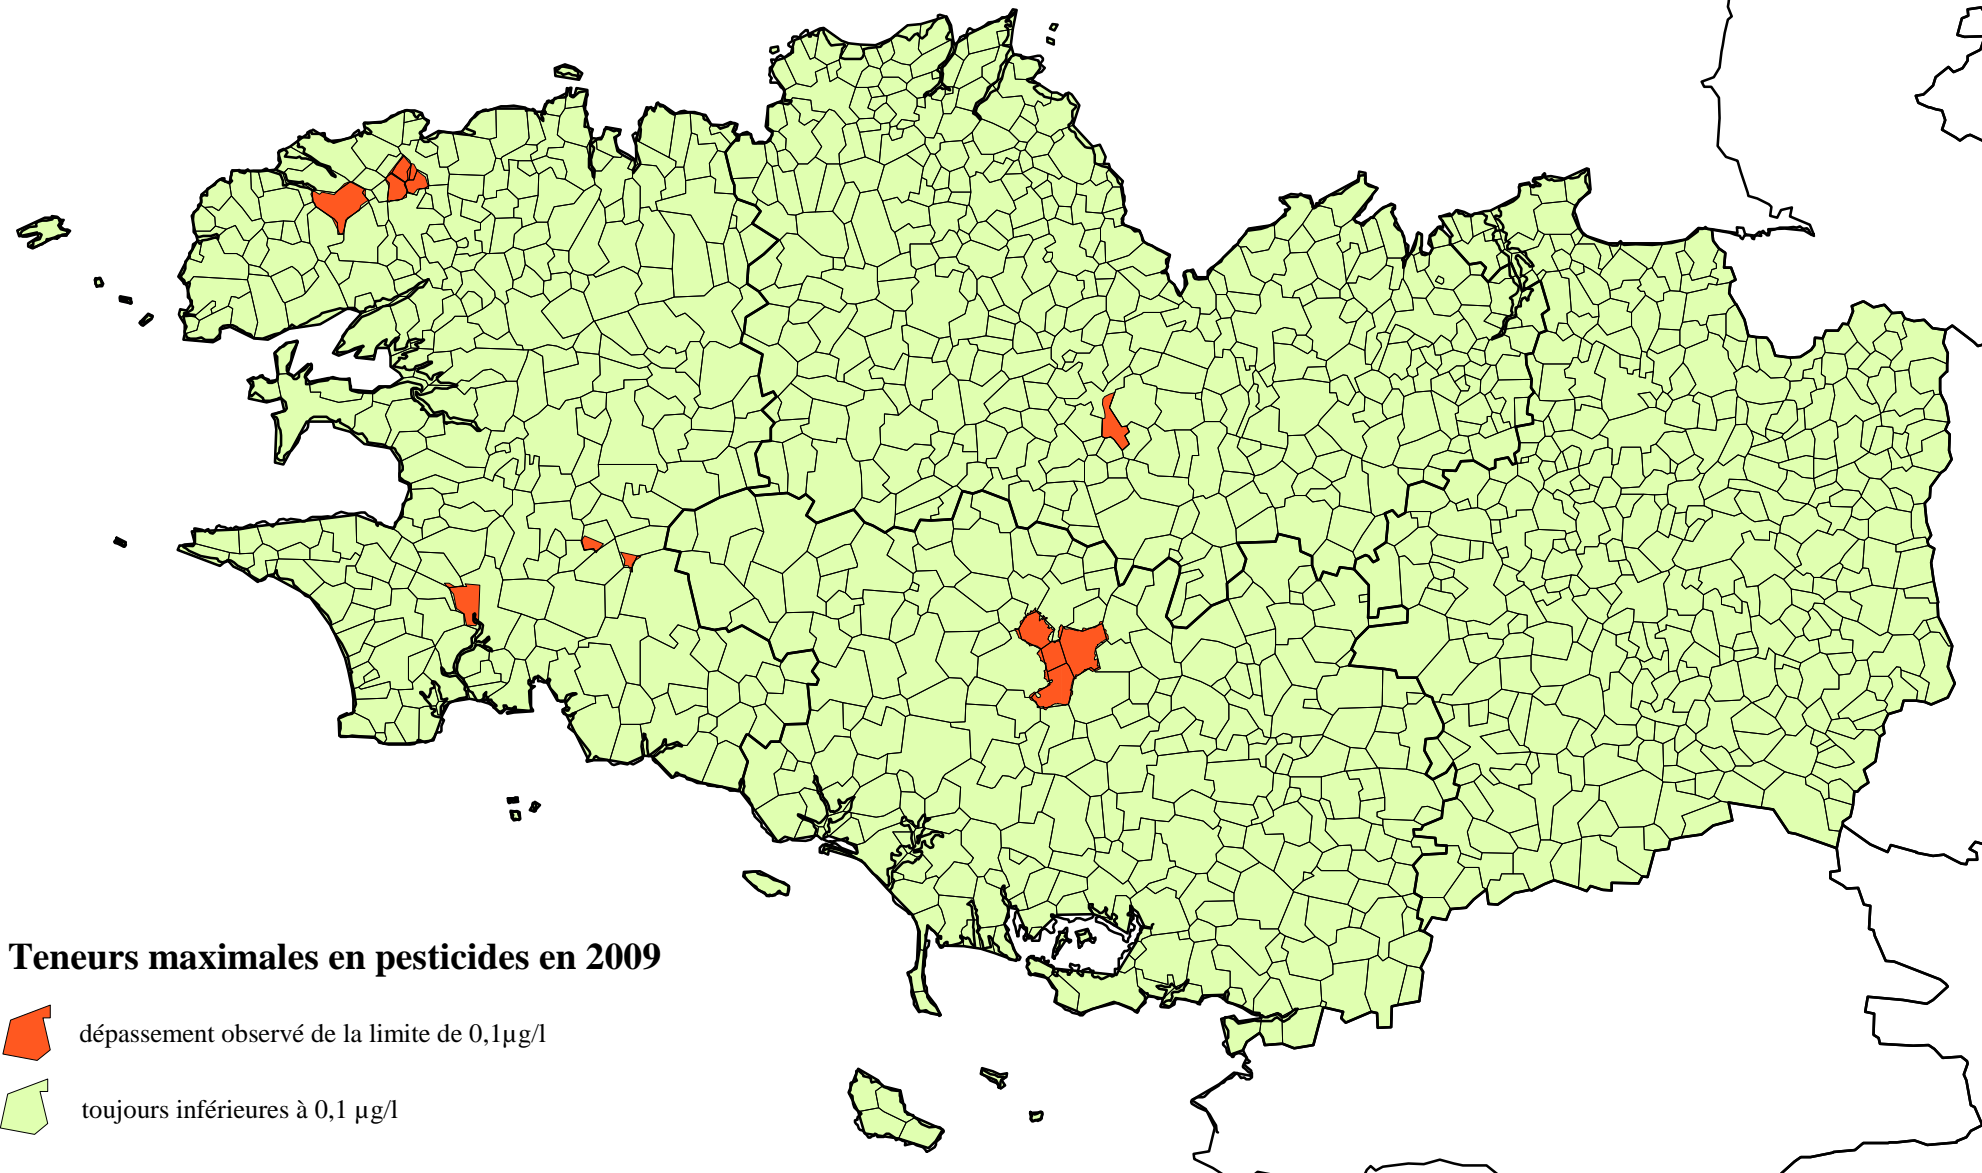 Teneurs maximales en pesticides en 2009
dépassement observé de la limite de 0,1µg/l
toujours inférieures à 0,1 µg/l